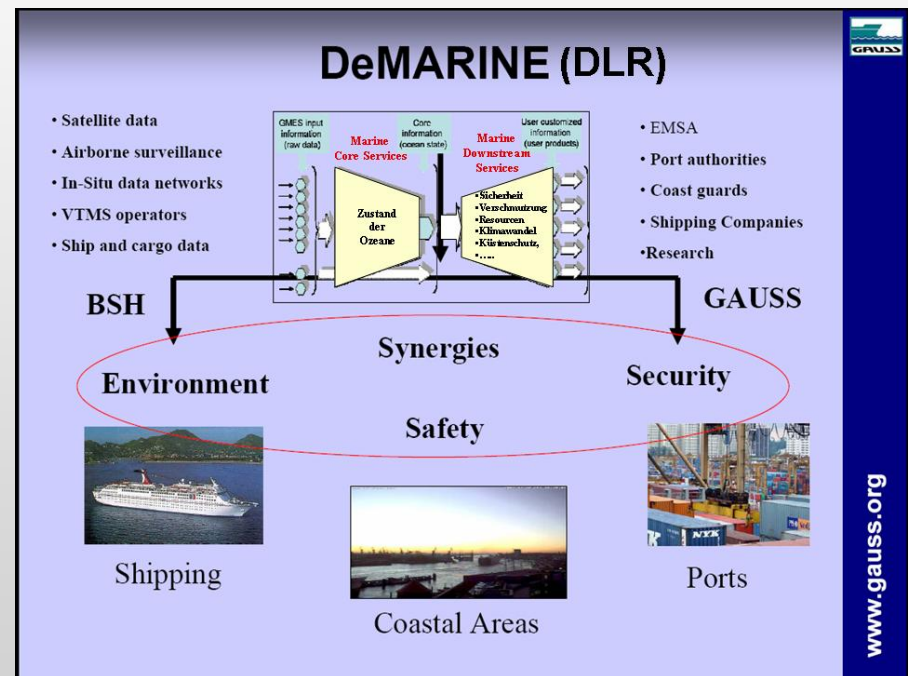 DeMARINE (DLR)
GAUSS
• Satellite data
• Airborne surveillance
• In-Situ data networks
• VTMS operators
• Ship and cargo data
GMES input
information
(raw data)
Marine
Core Services
Core
information
(ocean state)
Marine
Downstream
Services
User customized
information
(user products)
Zustand
der
Ozeane
•Sicherheit
•Verschmutzung
•Resourcen
•Klimawandel
•Küstenschutz,
•…..
• EMSA
• Port authorities
• Coast guards
• Shipping Companies
•Research
BSH
GAUSS
Synergies
Environment
Security
Safety
NYK
Shipping
Coastal Areas
Ports
www.gauss.org